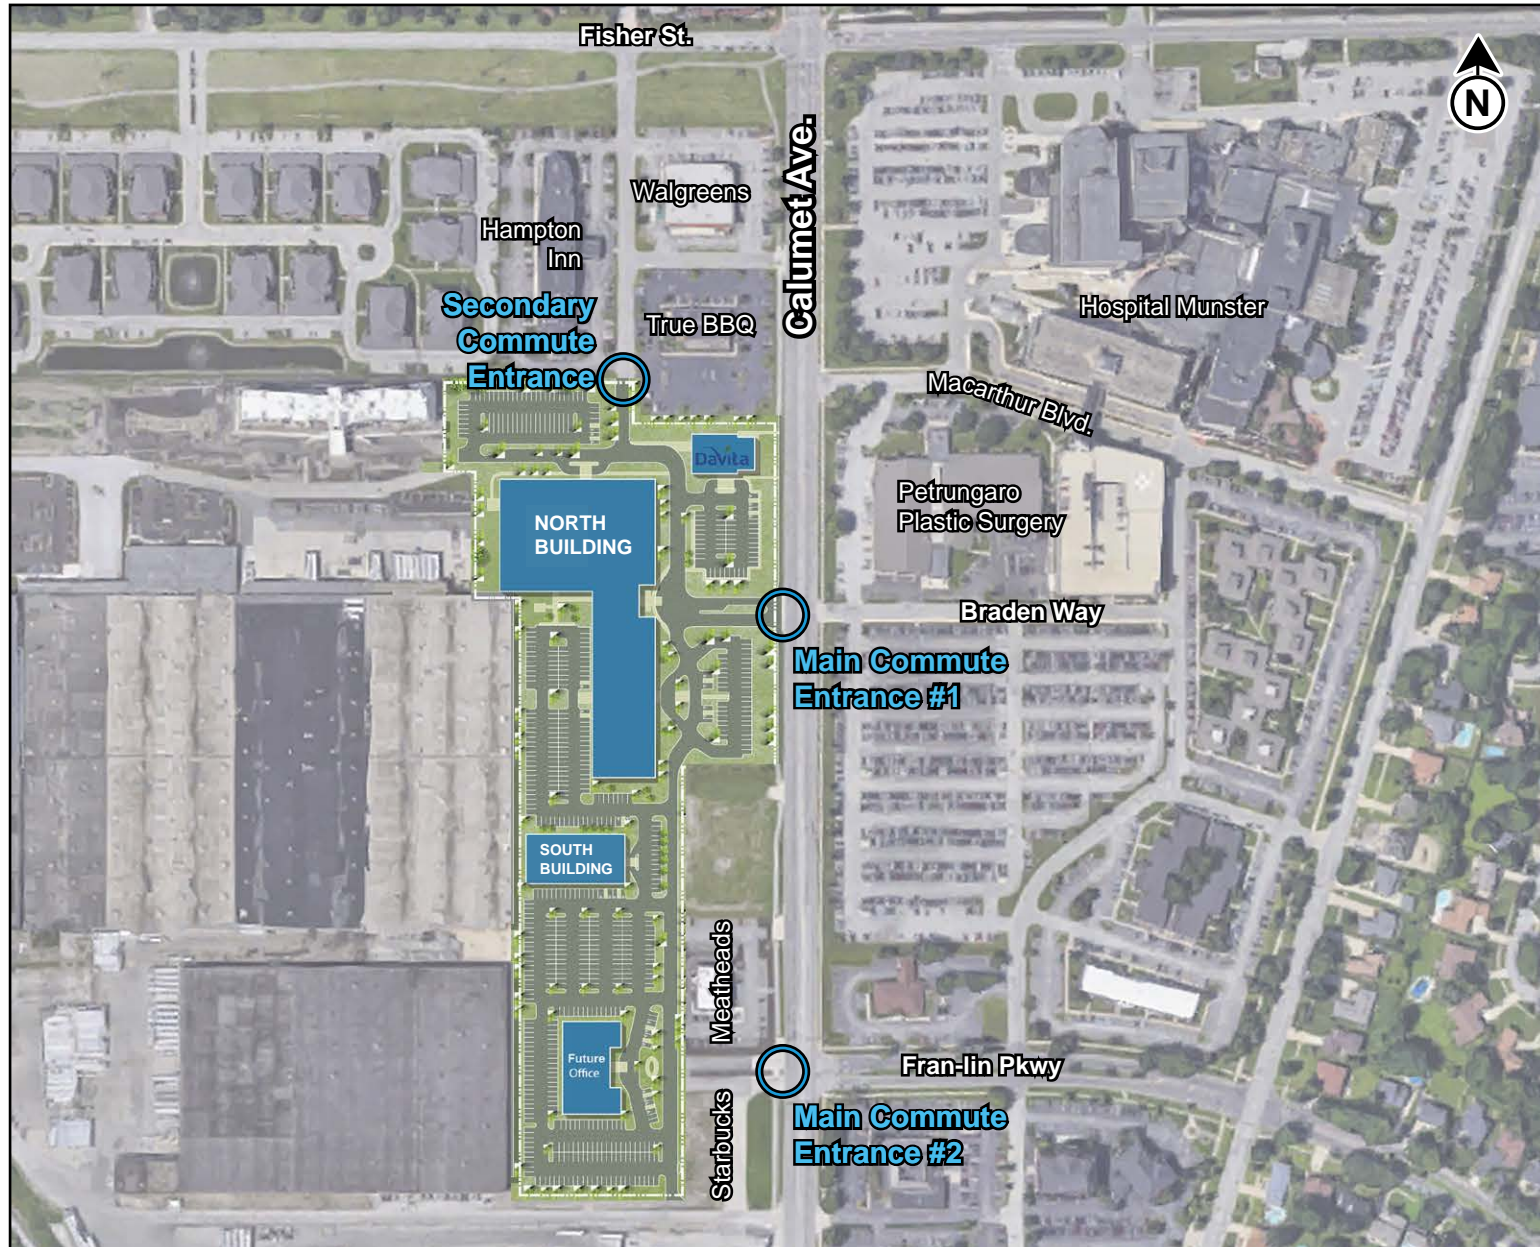 Fisher St.
N
Calumet Ave.
Walgreens
Hampton
Inn
Secondary
Commute
Entrance
True BBQ
Hospital Munster
Macarthur Blvd.
DaVita
Petrungaro
Plastic Surgery
NORTH
BUILDING
Braden Way
Main Commute
Entrance #1
SOUTH
BUILDING
Meatheads
Future
Office
Fran-lin Pkwy
Starbucks
Main Commute
Entrance #2